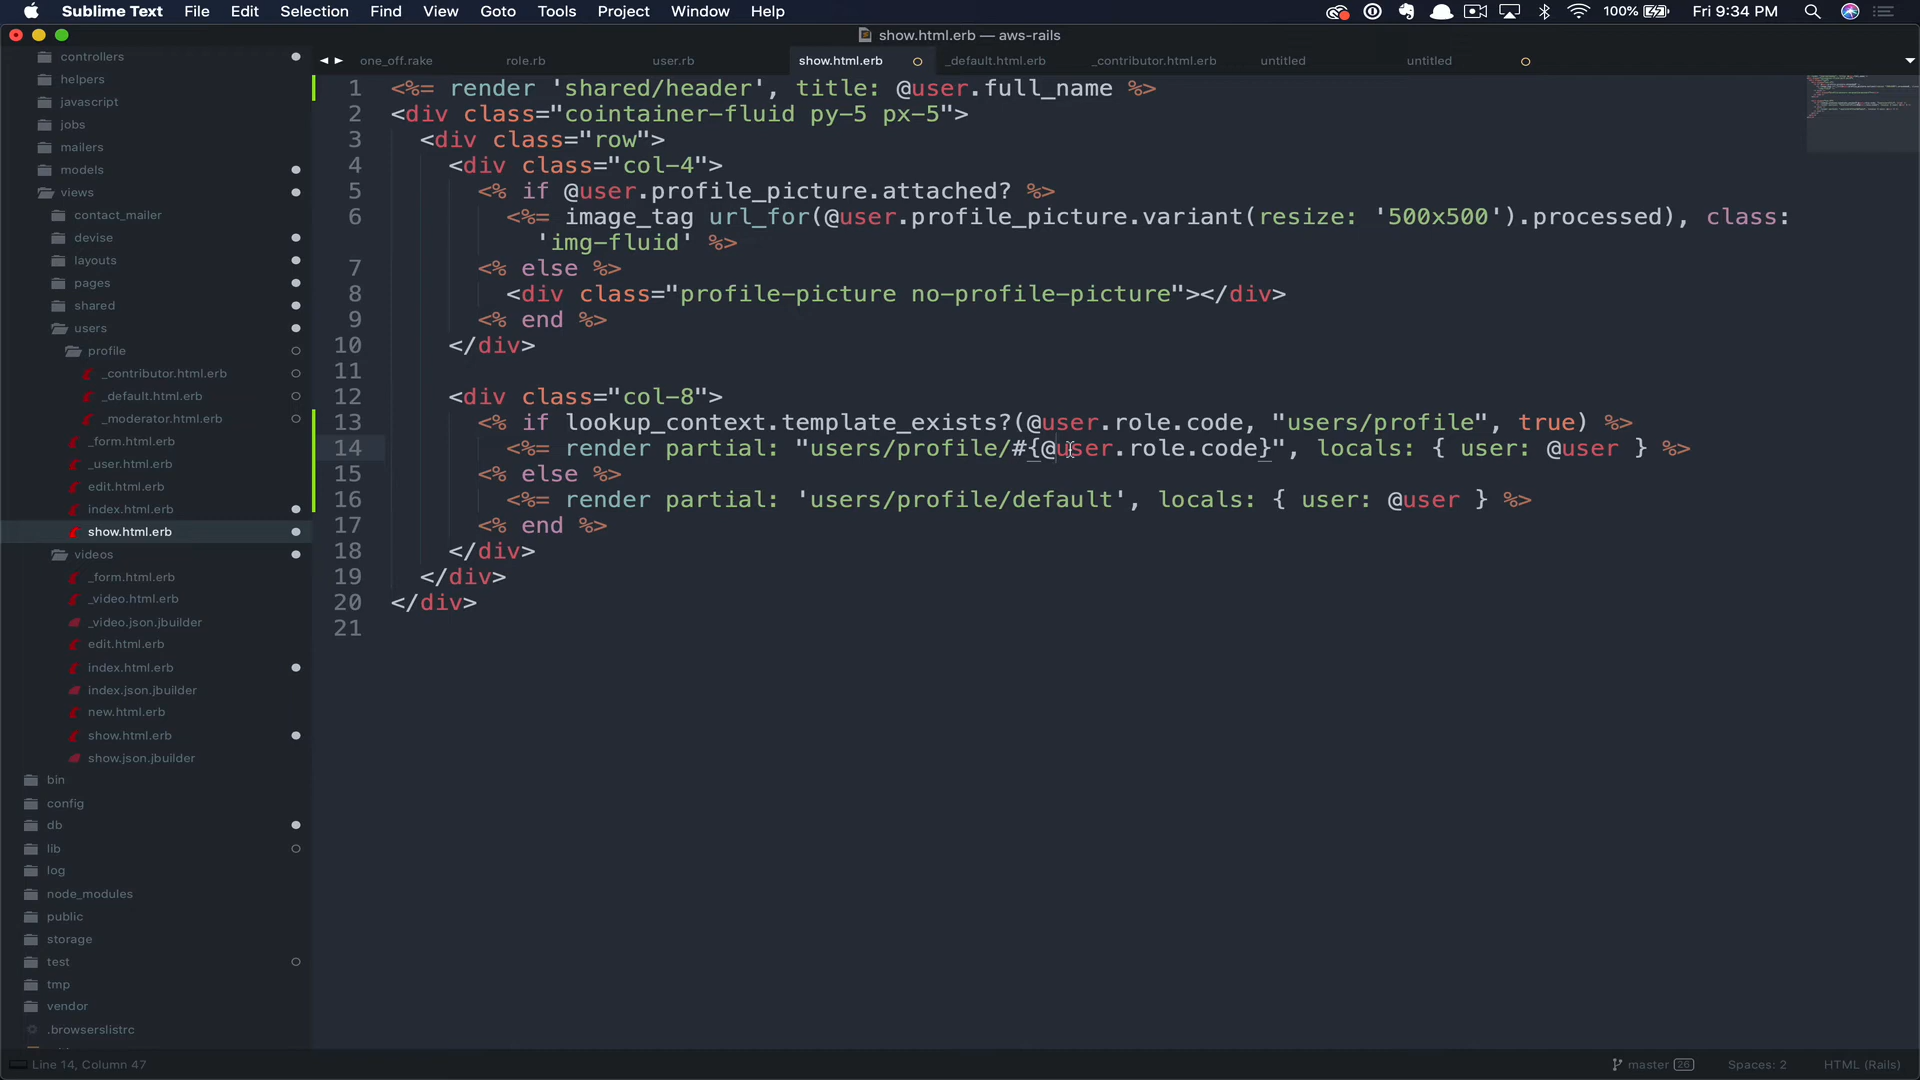 Sublime Text File Edit Selection Find View Goto Tools Project Window Help 100% Fri 9:34 PM
show.html.erb — aws-rails
one_off.rake role.rb user.rb show.html.erb _default.html.erb _contributor.html.erb untitled untitled
controllers
helpers
javascript
jobs
mailers
models
views
contact_mailer
devise
layouts
pages
shared
users
profile
_contributor.html.erb
_default.html.erb
_moderator.html.erb
_form.html.erb
_user.html.erb
edit.html.erb
index.html.erb
show.html.erb
videos
_form.html.erb
_video.html.erb
_video.json.jbuilder
edit.html.erb
index.html.erb
index.json.jbuilder
new.html.erb
show.html.erb
show.json.jbuilder
bin
config
db
lib
log
node_modules
public
storage
test
tmp
vendor
.browserslistrc
1 <%= render 'shared/header', title: @user.full_name %>
2 <div class="cointainer-fluid py-5 px-5">
3 <div class="row">
4 <div class="col-4">
5 <% if @user.profile_picture.attached? %>
6 <%= image_tag url_for(@user.profile_picture.variant(resize: '500x500').processed), class:
'img-fluid' %>
7 <% else %>
8 <div class="profile-picture no-profile-picture"></div>
9 <% end %>
10 </div>
11
12 <div class="col-8">
13 <% if lookup_context.template_exists?(@user.role.code, "users/profile", true) %>
14 <%= render partial: "users/profile/#{@user.role.code}", locals: { user: @user } %>
15 <% else %>
16 <%= render partial: 'users/profile/default', locals: { user: @user } %>
17 <% end %>
18 </div>
19 </div>
20 </div>
21
Line 14, Column 47 master 26 Spaces: 2 HTML (Rails)